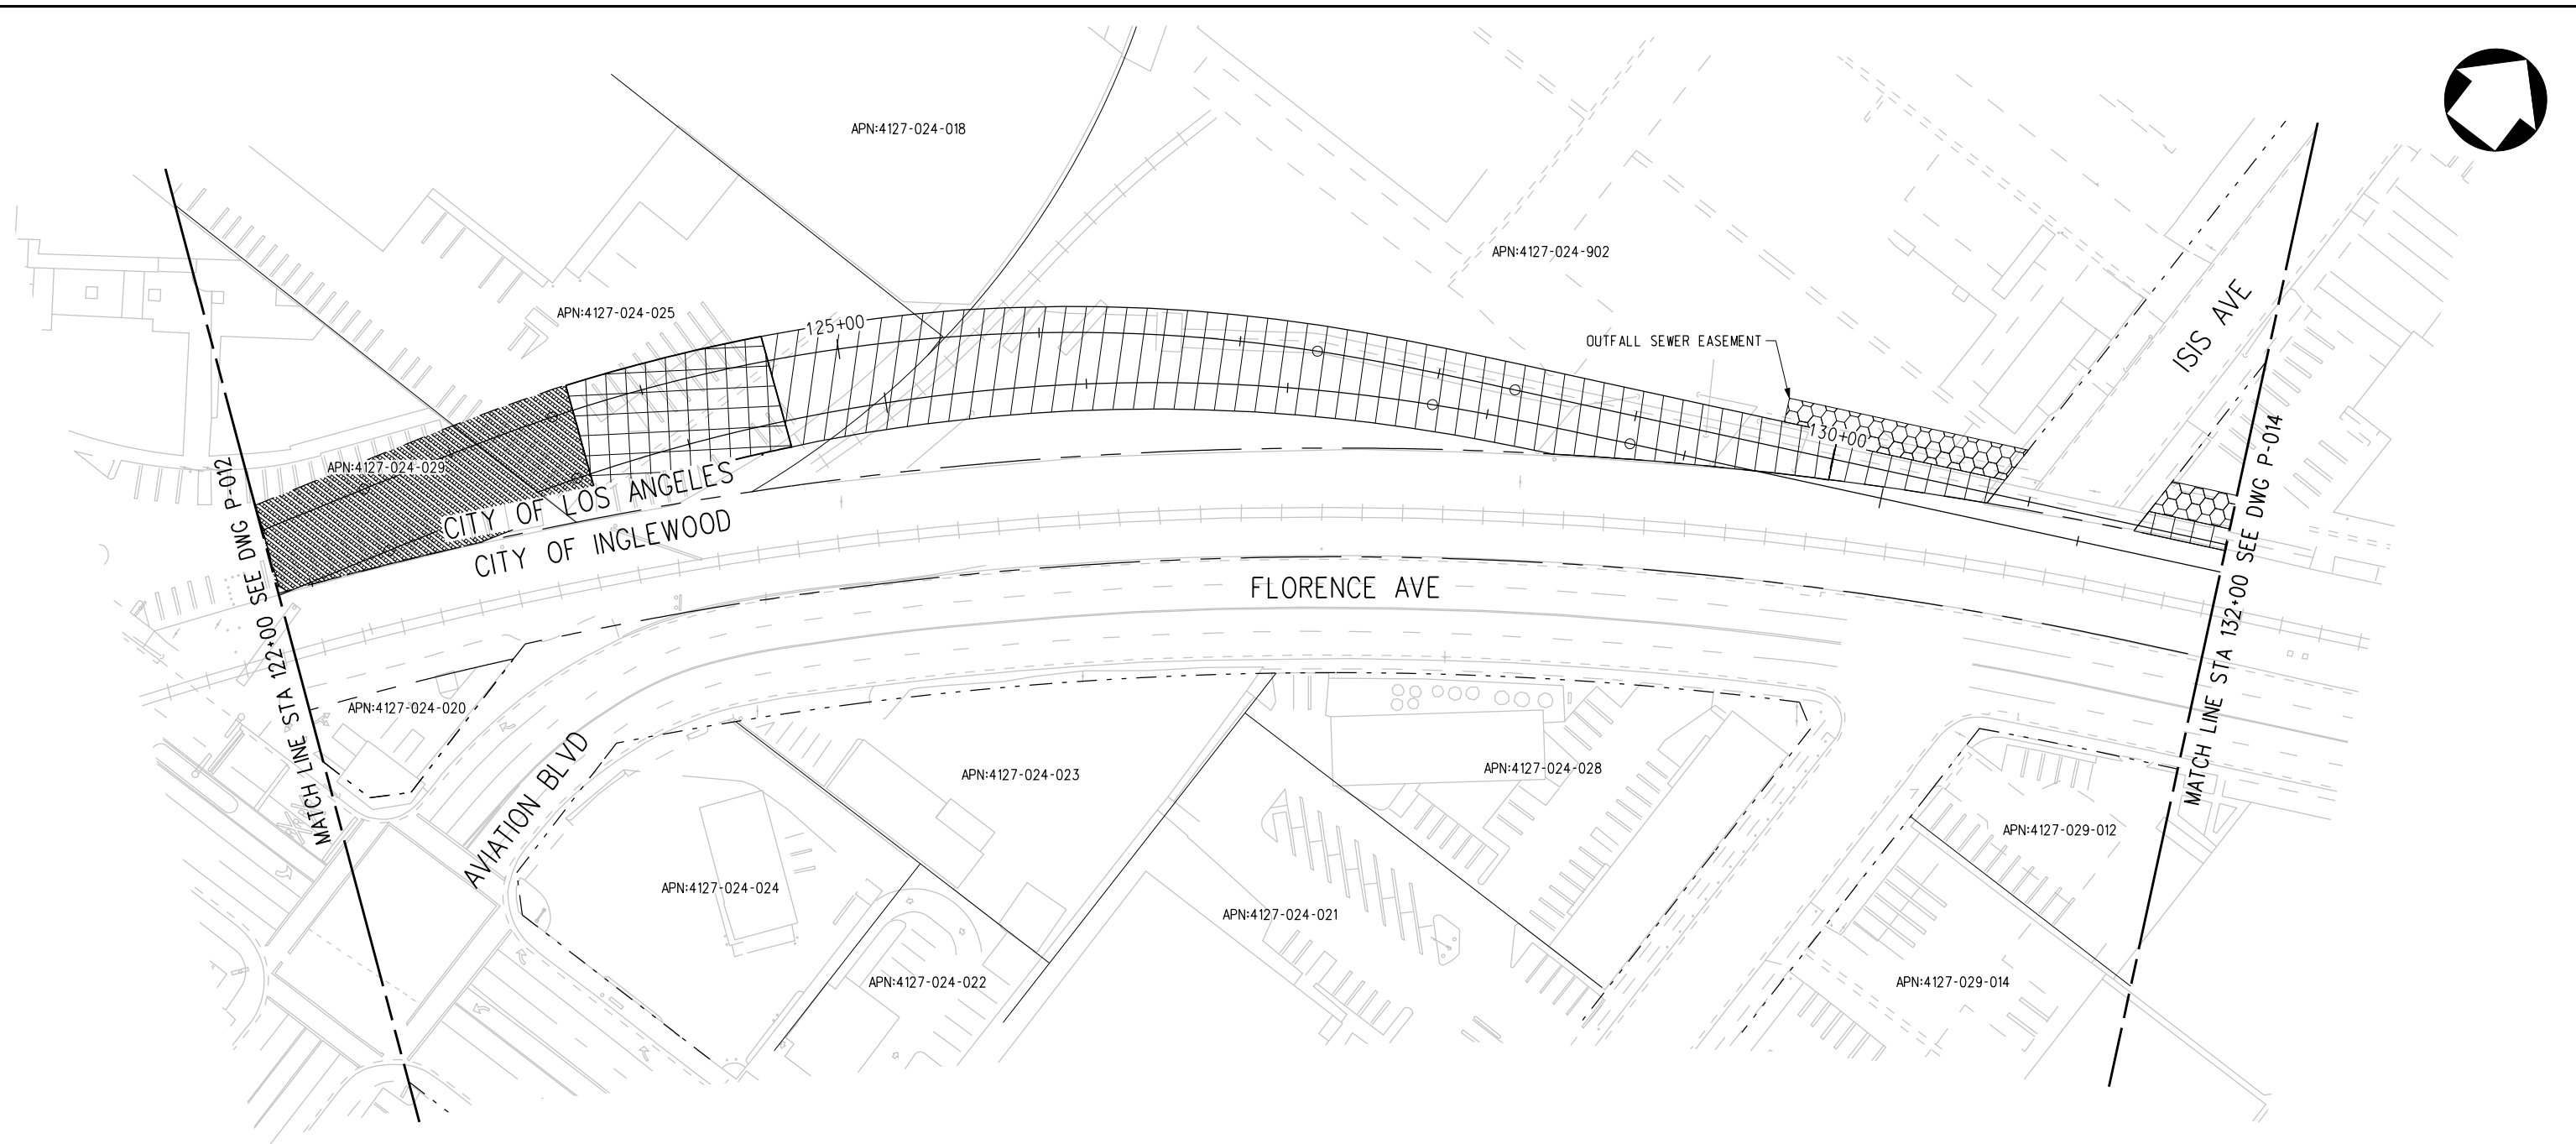 APN:4127-024-018
APN:4127-024-902
APN:4127-024-025
125+00
OUTFALL SEWER EASEMENT
ISIS AVE
130+00
APN:4127-024-029
CITY OF LOS ANGELES
CITY OF INGLEWOOD
FLORENCE AVE
MATCH LINE STA 122+00 SEE DWG P-012
MATCH LINE STA 132+00 SEE DWG P-014
APN:4127-024-020
AVIATION BLVD
APN:4127-024-023
APN:4127-024-028
APN:4127-029-012
APN:4127-024-024
APN:4127-024-021
APN:4127-024-022
APN:4127-029-014